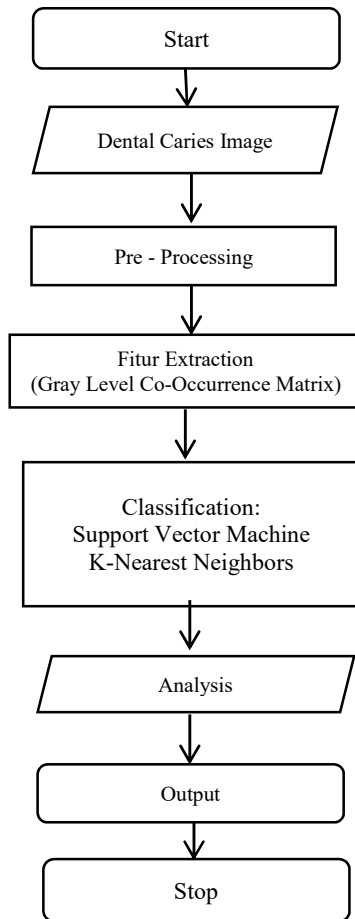 Start
Dental Caries Image
Pre - Processing
Fitur Extraction
(Gray Level Co-Occurrence Matrix)
Classification:
Support Vector Machine
K-Nearest Neighbors
Analysis
Output
Stop